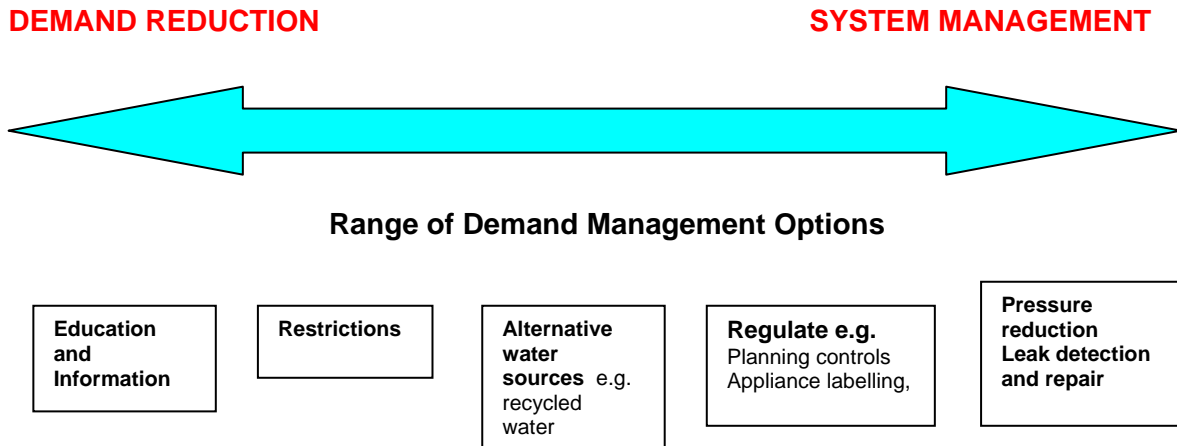 DEMAND REDUCTION SYSTEM MANAGEMENT
Range of Demand Management Options
Education
and
Information
Restrictions
Alternative
water
sources e.g.
recycled
water
Regulate e.g.
Planning controls
Appliance labelling,
Pressure
reduction
Leak detection
and repair